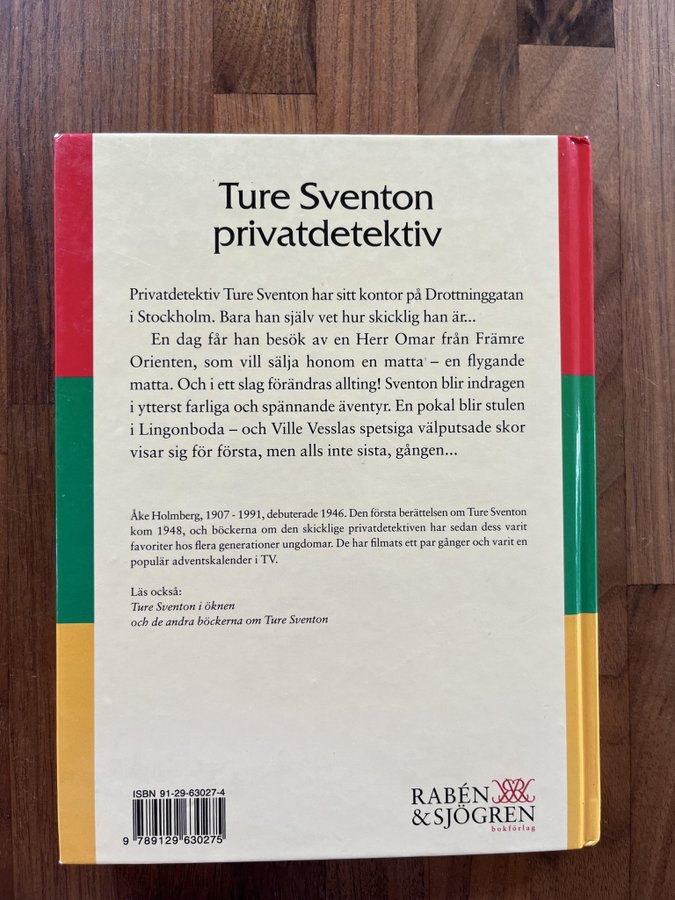 Ture Sventon
privatdetektiv
Privatdetektiv Ture Sventon har sitt kontor på Drottninggatan
i Stockholm. Bara han själv vet hur skicklig han är...
En dag får han besök av en Herr Omar från Främre
Orienten, som vill sälja honom en matta – en flygande
matta. Och i ett slag förändras allting! Sventon blir indragen
i ytterst farliga och spännande äventyr. En pokal blir stulen
i Lingonboda – och Ville Vesslas spetsiga välputsade skor
visar sig för första, men alls inte sista, gången...
Åke Holmberg, 1907 - 1991, debuterade 1946. Den första berättelsen om Ture Sventon
kom 1948, och böckerna om den skicklige privatdetektiven har sedan dess varit
favoriter hos flera generationer ungdomar. De har filmats ett par gånger och varit en
populär adventskalender i TV.
Läs också:
Ture Sventon i öknen
och de andra böckerna om Ture Sventon
ISBN 91-29-63027-4
9 789129 630275
RABÉN
&SJÖGREN
bokförlag